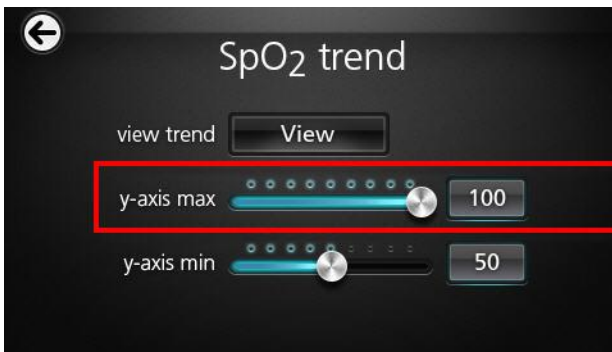 SpO2 trend
view trend View
y-axis max 100
y-axis min 50